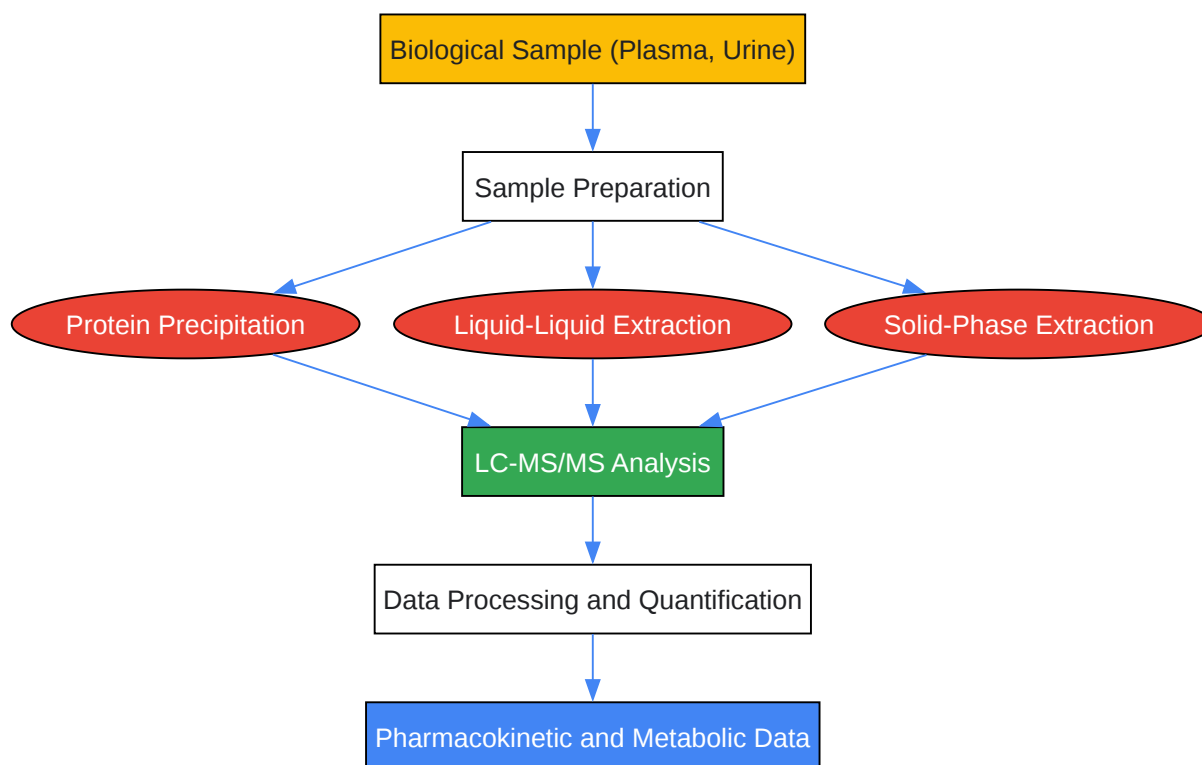 Biological Sample (Plasma, Urine)
Sample Preparation
Protein Precipitation
Liquid-Liquid Extraction
Solid-Phase Extraction
LC-MS/MS Analysis
Data Processing and Quantification
Pharmacokinetic and Metabolic Data